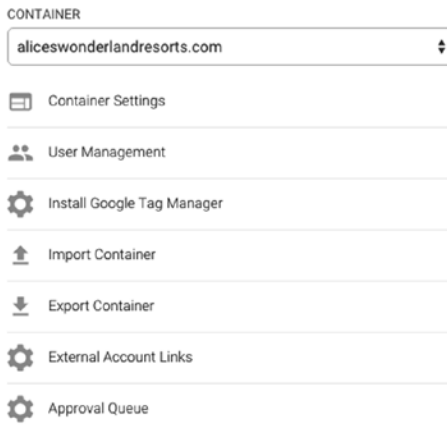 CONTAINER
aliceswonderlandresorts.com
Container Settings
User Management
Install Google Tag Manager
Import Container
Export Container
External Account Links
Approval Queue